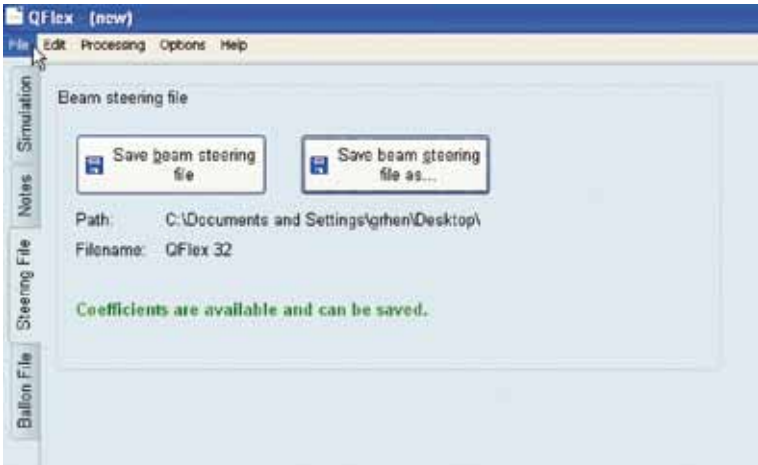 QFlex - (new)
File Edit Processing Options Help
Simulation
Notes
Steering File
Ballon File
Beam steering file
Save beam steering
file
Save beam steering
file as...
Path: C:\Documents and Settings\grhen\Desktop\
Filename: QFlex 32
Coefficients are available and can be saved.